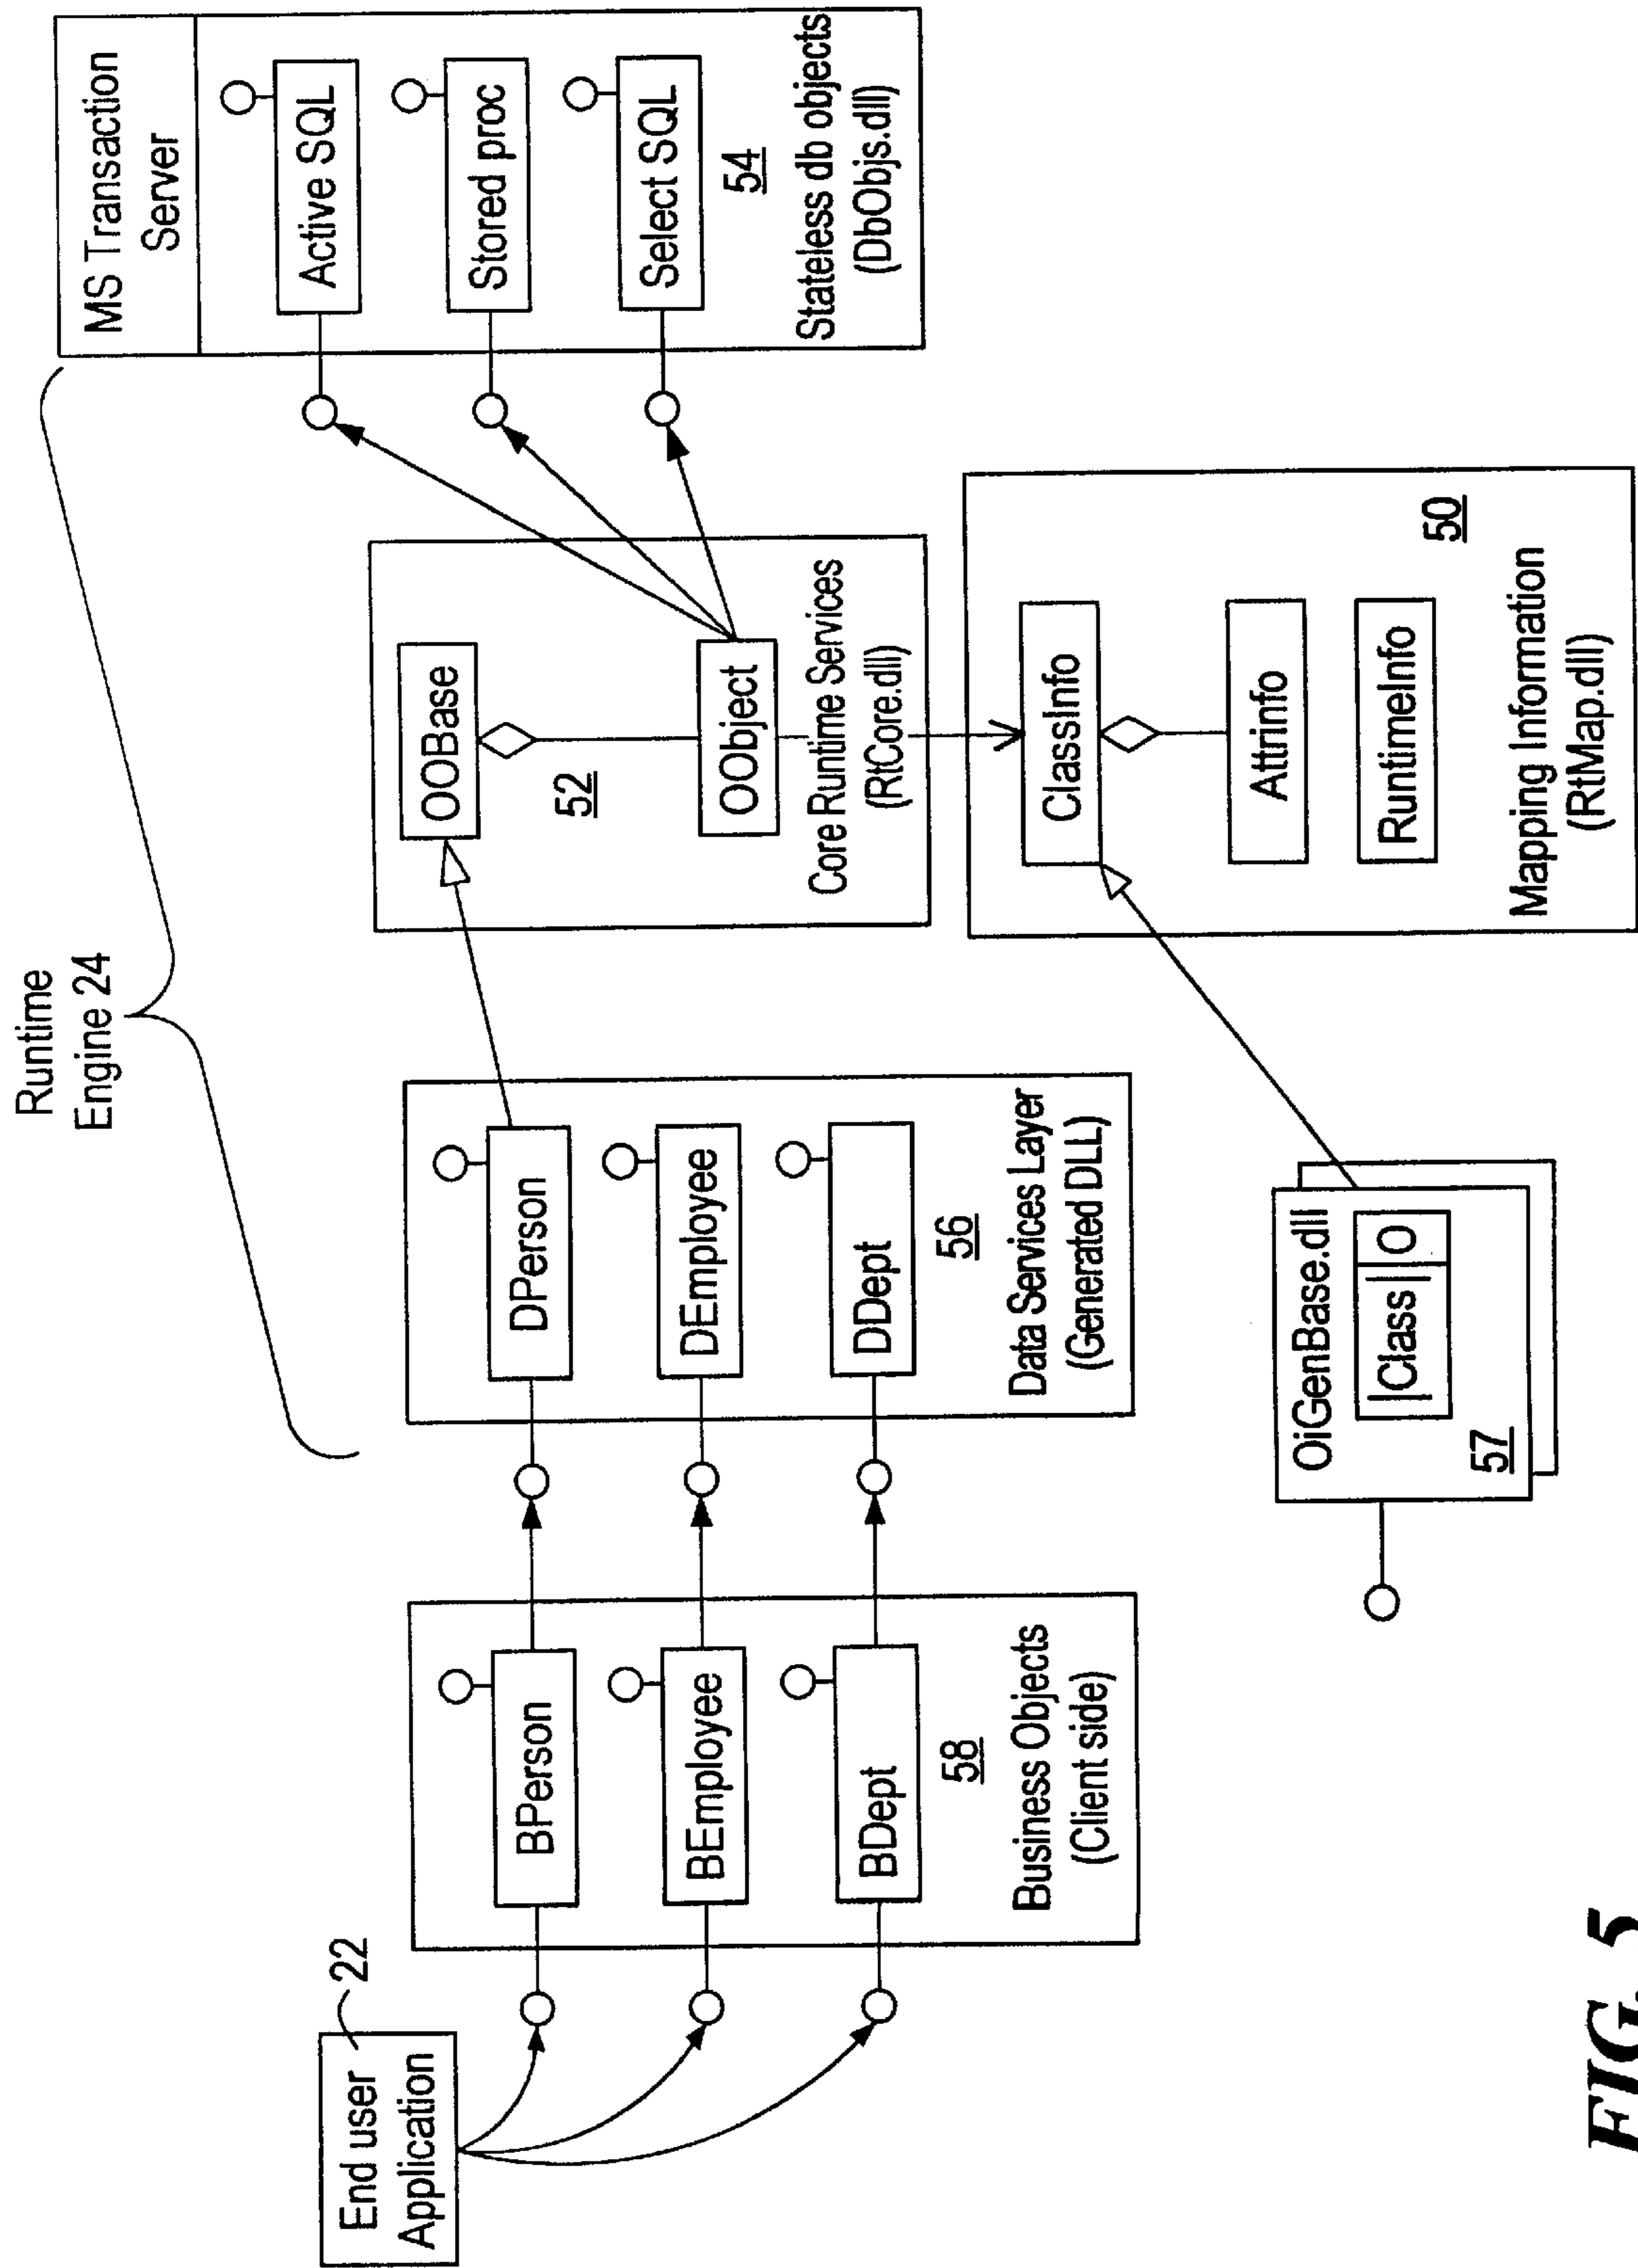 Runtime
Engine 24
End user
Application
22
BPerson
BEmployee
BDept
58
Business Objects
(Client side)
DPerson
DEmployee
DDept
56
Data Services Layer
(Generated DLL)
OOBase
52
OObject
Core Runtime Services
(RtCore.dll)
MS Transaction
Server
Active SQL
Stored proc
Select SQL
54
Stateless db objects
(DbObjs.dll)
OiGenBase.dll
|Class| O
57
ClassInfo
AttrInfo
RuntimeInfo
50
Mapping Information
(RtMap.dll)
FIG. 5